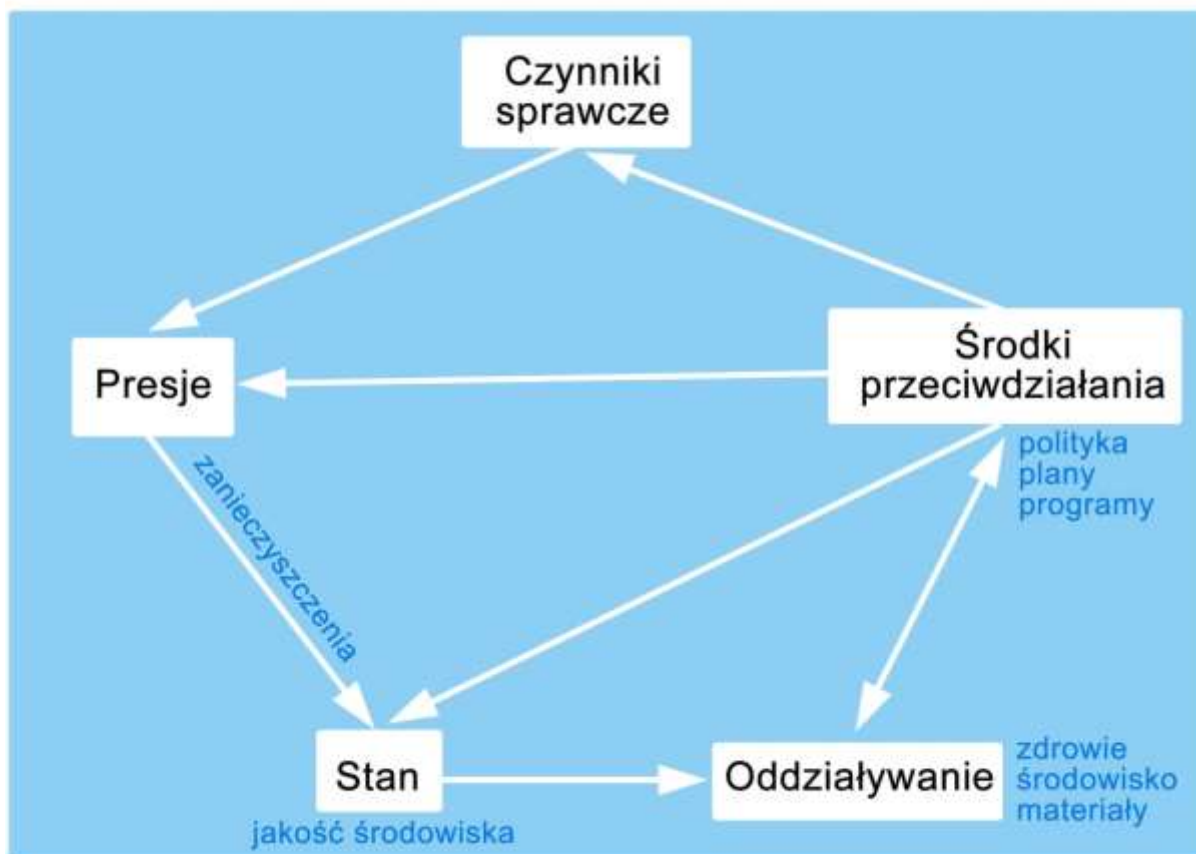 Czynniki
sprawcze
Środki
przeciwdziałania
polityka
plany
programy
Presje
zanieczyszczenia
Stan
jakość środowiska
Oddziaływanie
zdrowie
środowisko
materiały